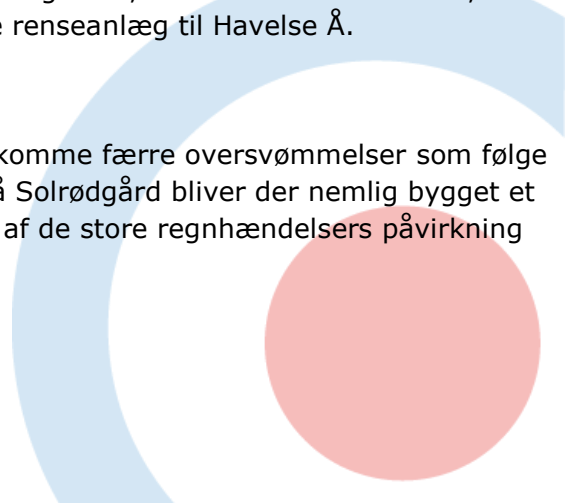 renseanlæg til Havelse Å.
komme færre oversvømmelser som følge
Solrødgård bliver der nemlig bygget et
af de store regnhændelsers påvirkning